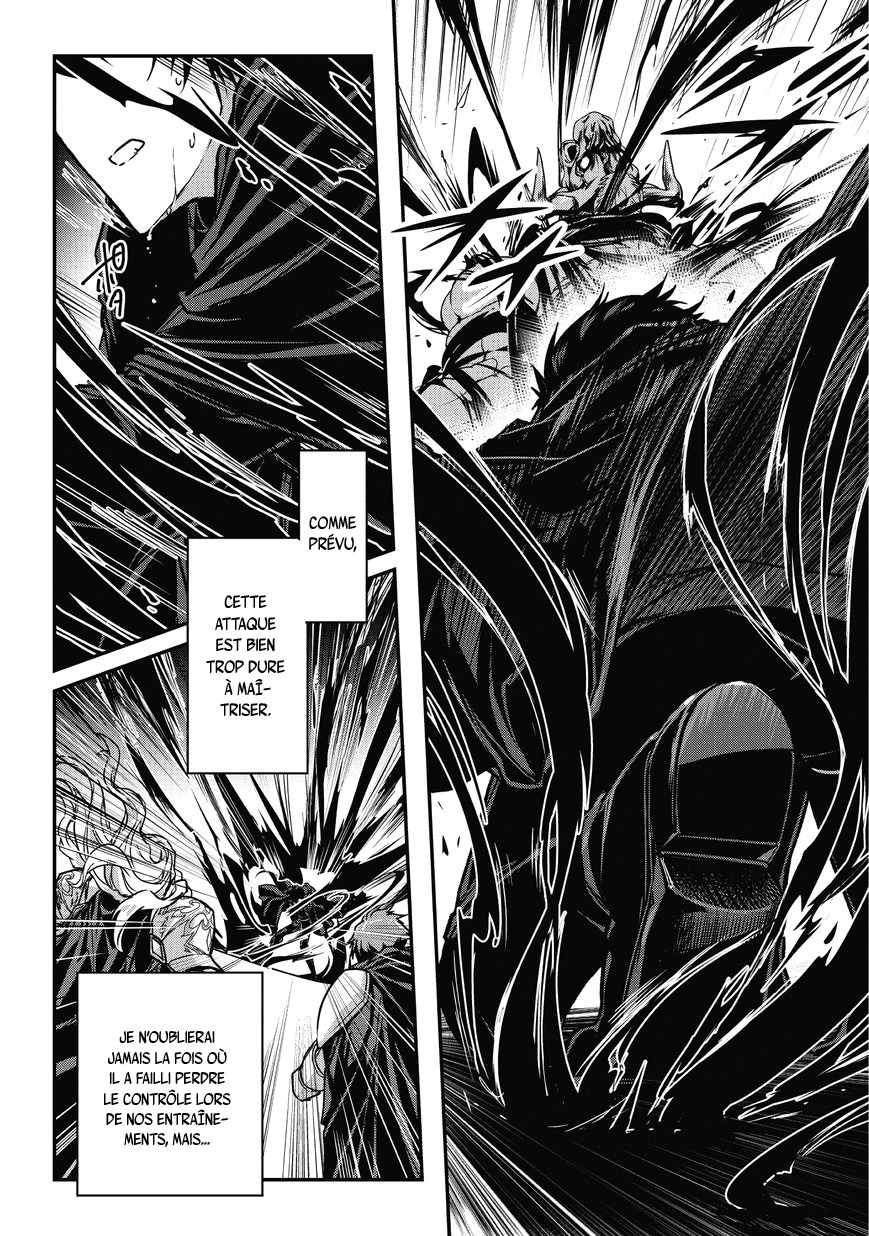 COMME
PRÉVU,
CETTE
ATTAQUE
EST BIEN
TROP DURE
À MAÎ-
TRISER.
JE N'OUBLIERAI
JAMAIS LA FOIS OÙ
IL A FAILLI PERDRE
LE CONTRÔLE LORS
DE NOS ENTRAÎNE-
MENTS, MAIS...